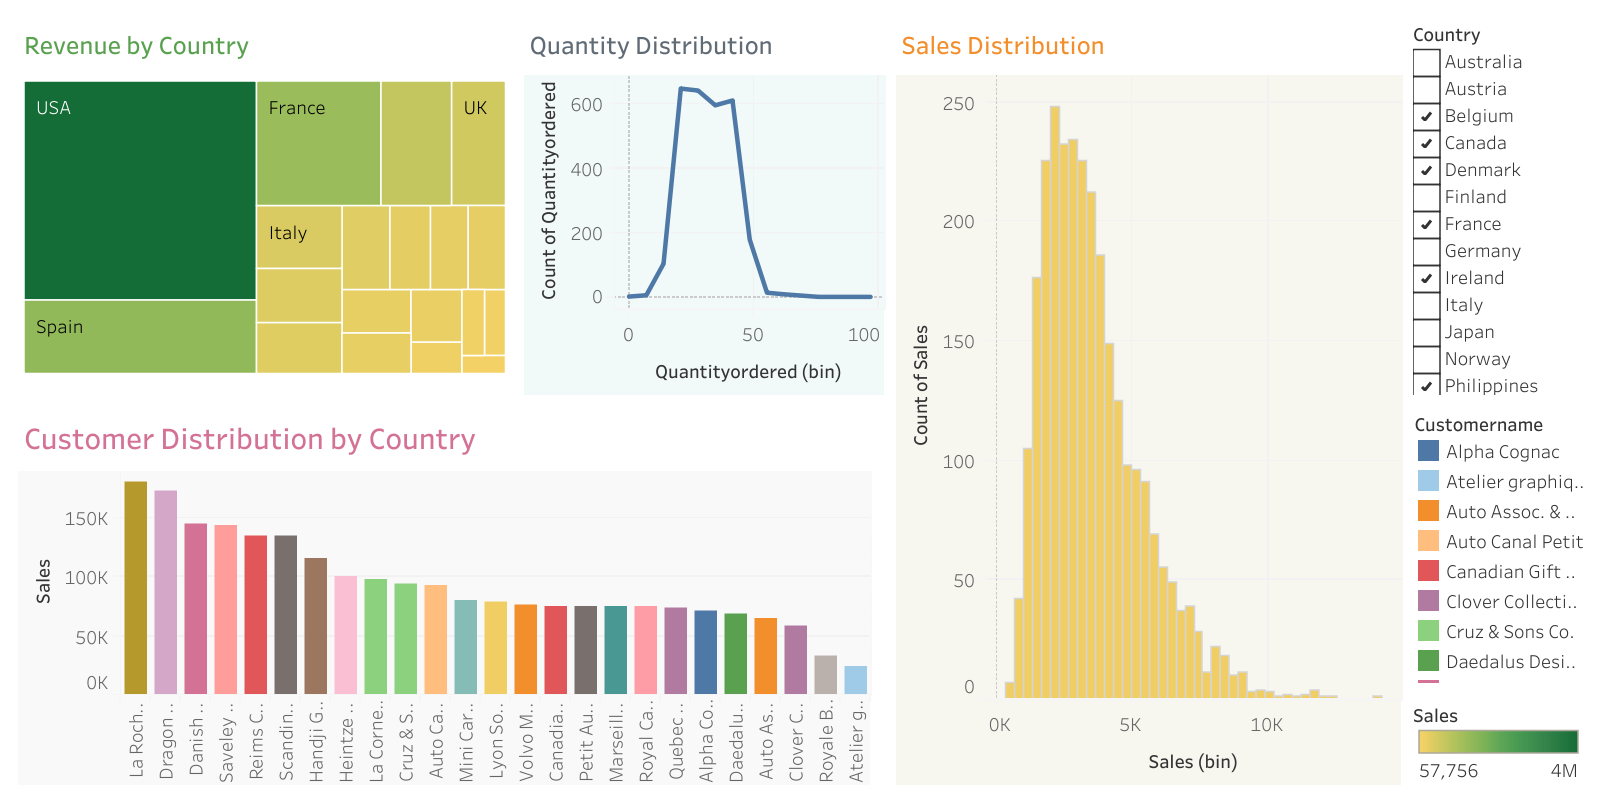 Revenue by Country
USA
France
UK
Italy
Spain
Quantity Distribution
Count of Quantityordered
600
400
200
0
0
50
100
Quantityordered (bin)
Sales Distribution
Count of Sales
250
200
150
100
50
0
0K
5K
10K
Sales (bin)
Country
Australia
Austria
Belgium
Canada
Denmark
Finland
France
Germany
Ireland
Italy
Japan
Norway
Philippines
Customername
Alpha Cognac
Atelier graphiq..
Auto Assoc. & ..
Auto Canal Petit
Canadian Gift ..
Clover Collecti..
Cruz & Sons Co.
Daedalus Desi..
Sales
57,756
4M
Customer Distribution by Country
Sales
150K
100K
50K
0K
La Roch..
Dragon ..
Danish ..
Saveley ..
Reims C..
Scandin..
Handji G..
Heintze ..
La Corne..
Cruz & S..
Auto Ca..
Mini Car..
Lyon So..
Volvo M..
Canadia..
Petit Au..
Marseill..
Royal Ca..
Quebec ..
Alpha Co..
Daedalu..
Auto As..
Clover C..
Royale B..
Atelier g..